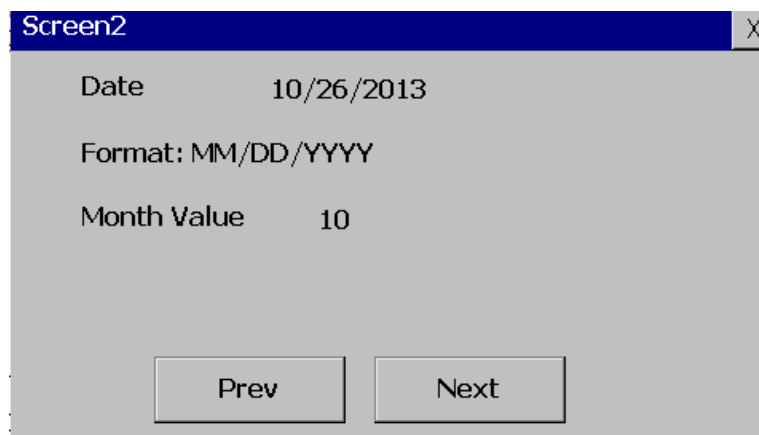 Screen2 X
Date 10/26/2013
Format: MM/DD/YYYY
Month Value 10
Prev Next